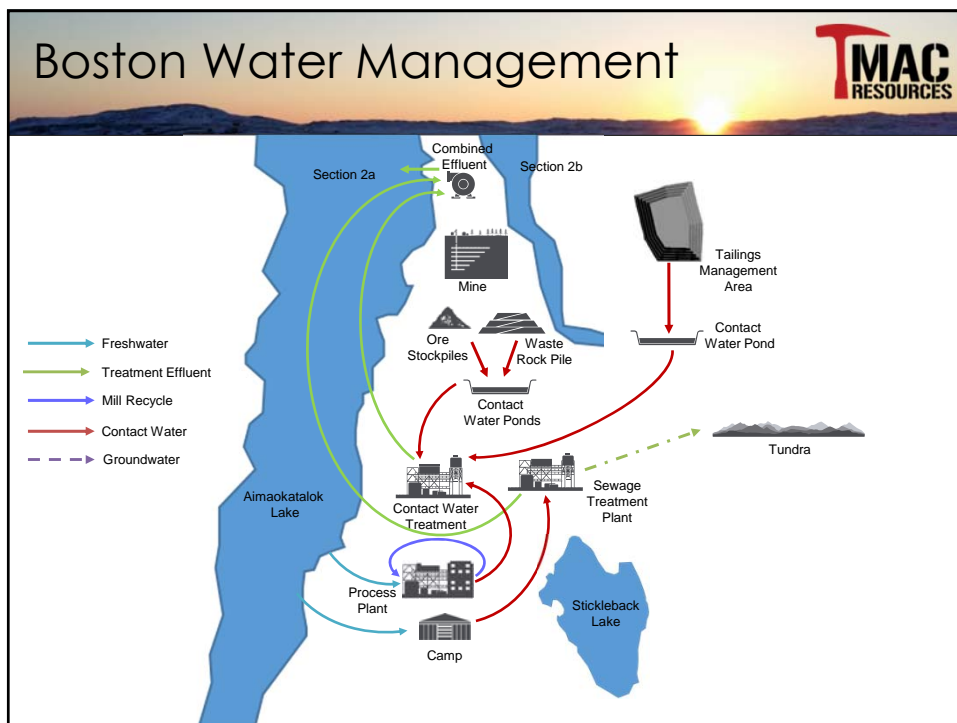 Boston Water Management
TMAC
RESOURCES
Combined
Effluent
Section 2a
Section 2b
Mine
Tailings
Management
Area
Ore
Stockpiles
Waste
Rock Pile
Contact
Water Pond
Freshwater
Treatment Effluent
Mill Recycle
Contact Water
Groundwater
Contact
Water Ponds
Tundra
Aimaokatalok
Lake
Contact Water
Treatment
Sewage
Treatment
Plant
Process
Plant
Stickleback
Lake
Camp